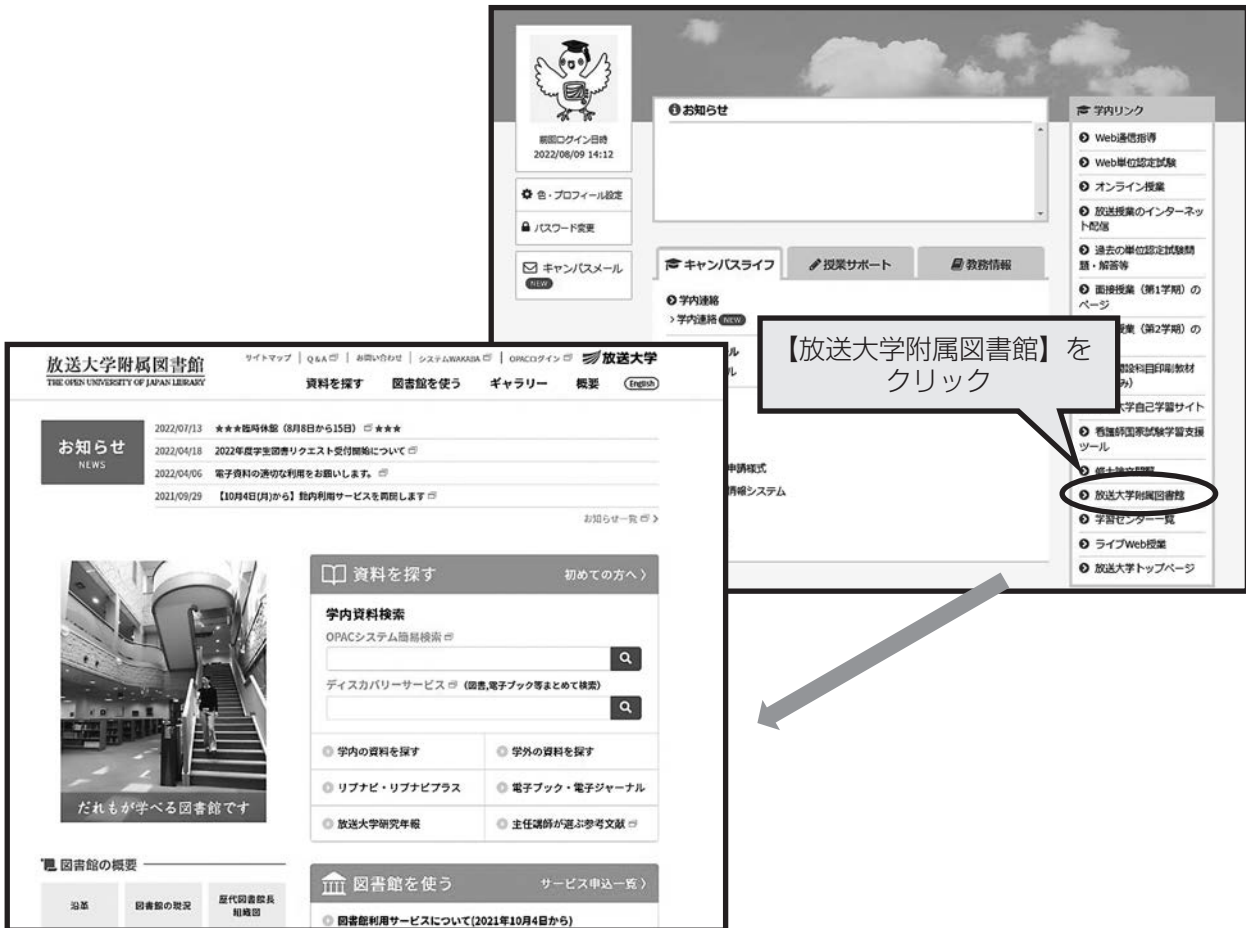 前回ログイン日時
2022/08/09 14:12
色・プロフィール設定
パスワード変更
キャンパスメール
NEW
お知らせ
キャンパスライフ
授業サポート
教務情報
学内連絡
>学内連絡 NEW
ル
ル
申請様式
情報システム
学内リンク
Web通信指導
Web単位認定試験
オンライン授業
放送授業のインターネッ
ト配信
過去の単位認定試験問
題・解答等
面接授業（第1学期）の
ページ
授業（第2学期）の
開設科目印刷教材
み）
大学自己学習サイト
看護師国家試験学習支援
ツール
修士論文閲覧
放送大学附属図書館
学習センター一覧
ライブWeb授業
放送大学トップページ
【放送大学附属図書館】を
クリック
放送大学附属図書館
THE OPEN UNIVERSITY OF JAPAN LIBRARY
サイトマップ | Q&A | お問い合わせ | システムWAKABA | OPACログイン 放送大学
資料を探す 図書館を使う ギャラリー 概要 English
お知らせ
NEWS
2022/07/13 ★★★臨時休館（8月8日から15日）★★★
2022/04/18 2022年度学生図書リクエスト受付開始について
2022/04/06 電子資料の適切な利用をお願いします。
2021/09/29 【10月4日(月)から】館内利用サービスを再開します
お知らせ一覧 >
だれもが学べる図書館です
資料を探す 初めての方へ〉
学内資料検索
OPACシステム簡易検索
ディスカバリーサービス（図書,電子ブック等まとめて検索）
学内の資料を探す 学外の資料を探す
リブナビ・リブナビプラス 電子ブック・電子ジャーナル
放送大学研究年報 主任講師が選ぶ参考文献
図書館の概要
沿革
図書館の現況
歴代図書館長
組織図
図書館を使う サービス申込一覧〉
図書館利用サービスについて(2021年10月4日から)